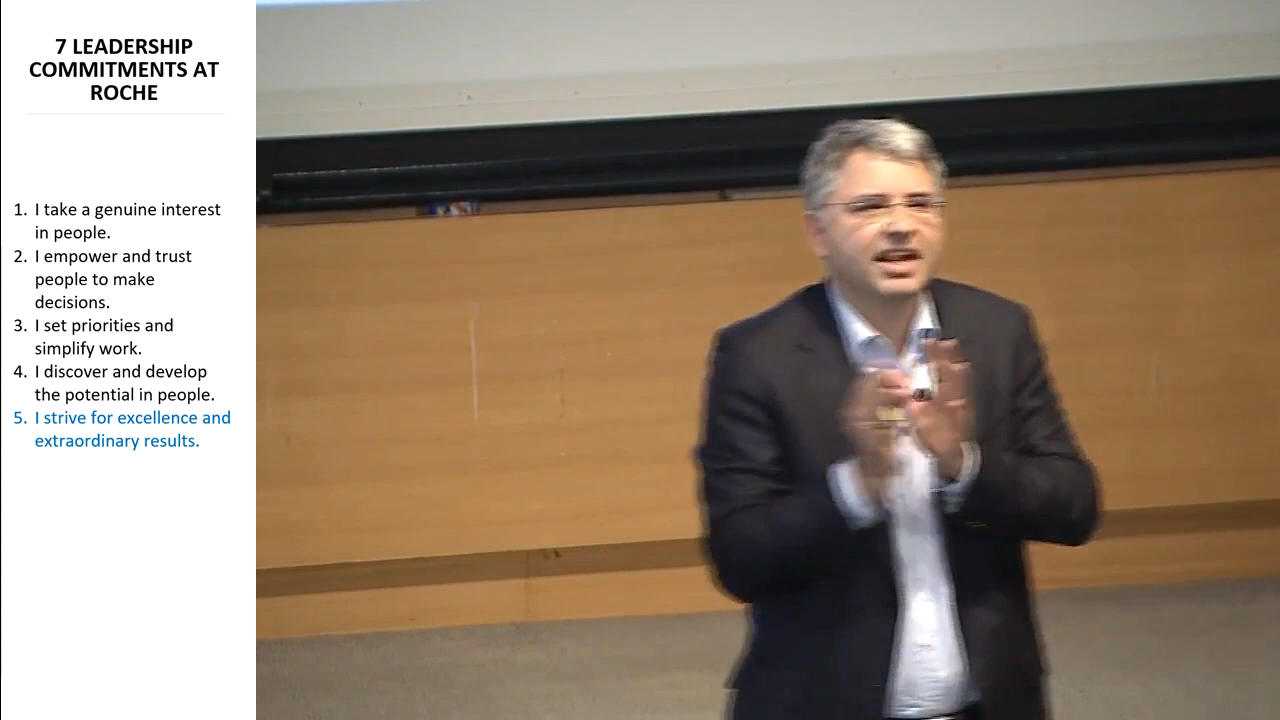 7 LEADERSHIP
COMMITMENTS AT
ROCHE
1. I take a genuine interest
in people.
2. I empower and trust
people to make
decisions.
3. I set priorities and
simplify work.
4. I discover and develop
the potential in people.
5. I strive for excellence and
extraordinary results.